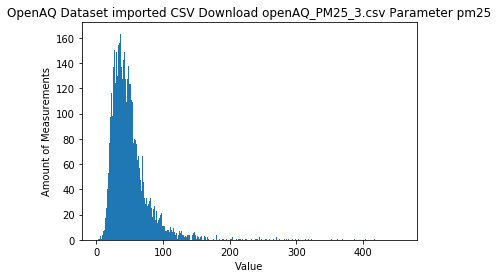 OpenAQ Dataset imported CSV Download openAQ_PM25_3.csv Parameter pm25
160
140
120
100
80
60
40
20
0
Amount of Measurements
0 100 200 300 400
Value